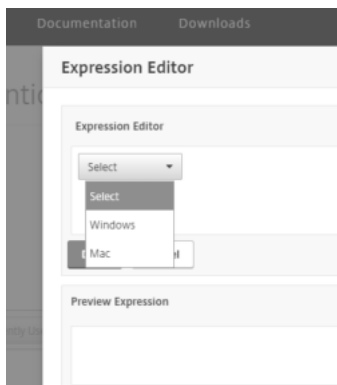 Documentation Downloads
Expression Editor
Expression Editor
Select
Select
Windows
Mac
Preview Expression